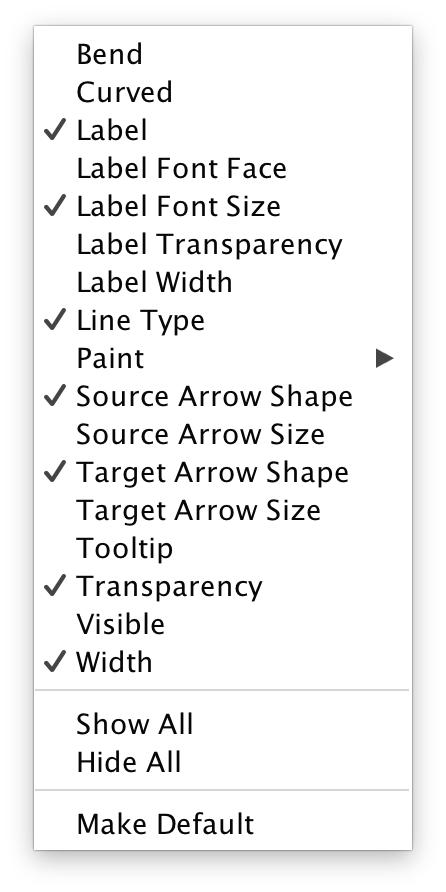 Bend
Curved
Label
Label Font Face
Label Font Size
Label Transparency
Label Width
Line Type
Paint
Source Arrow Shape
Source Arrow Size
Target Arrow Shape
Target Arrow Size
Tooltip
Transparency
Visible
Width
Show All
Hide All
Make Default